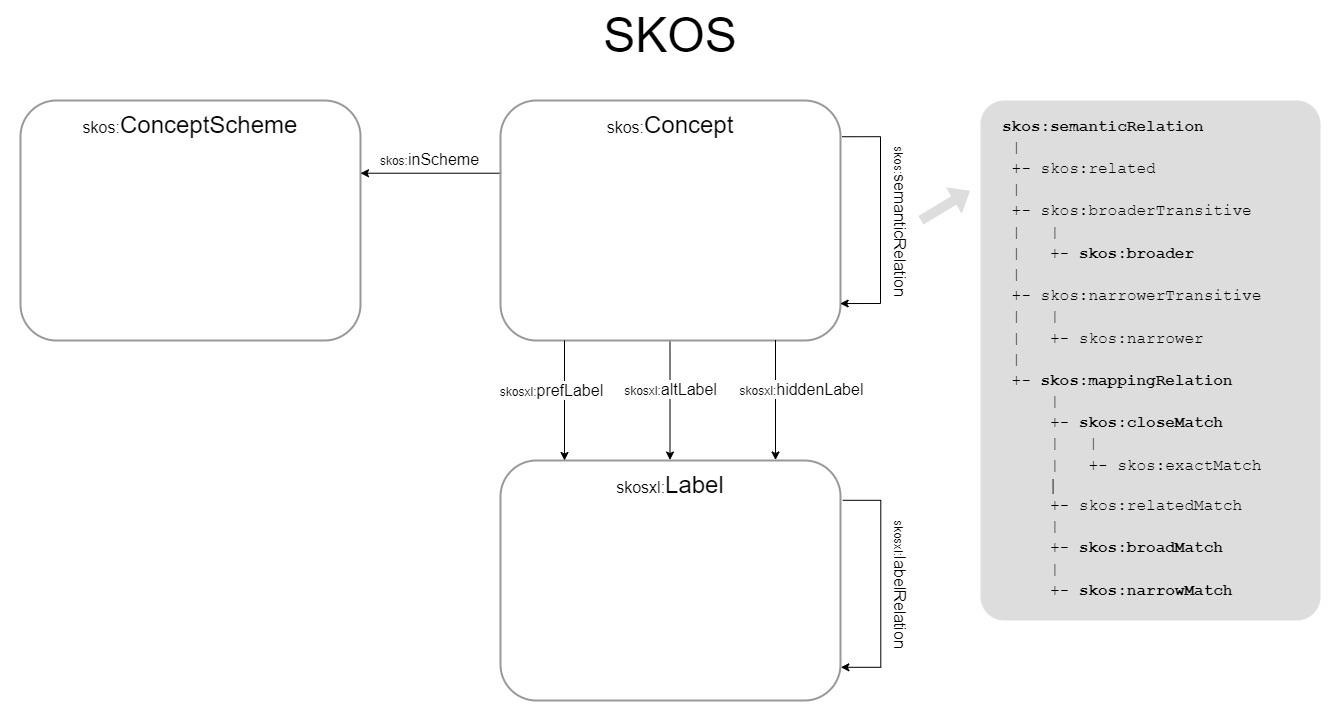 SKOS
skos:ConceptScheme
skos:inScheme
skos:Concept
skos:semanticRelation
skosxl:prefLabel
skosxl:altLabel
skosxl:hiddenLabel
skosxl:Label
skosxl:labelRelation
skos:semanticRelation
|
+- skos:related
|
+- skos:broaderTransitive
| |
| +- skos:broader
|
+- skos:narrowerTransitive
| |
| +- skos:narrower
|
+- skos:mappingRelation
|
+- skos:closeMatch
| |
| +- skos:exactMatch
|
+- skos:relatedMatch
|
+- skos:broadMatch
|
+- skos:narrowMatch